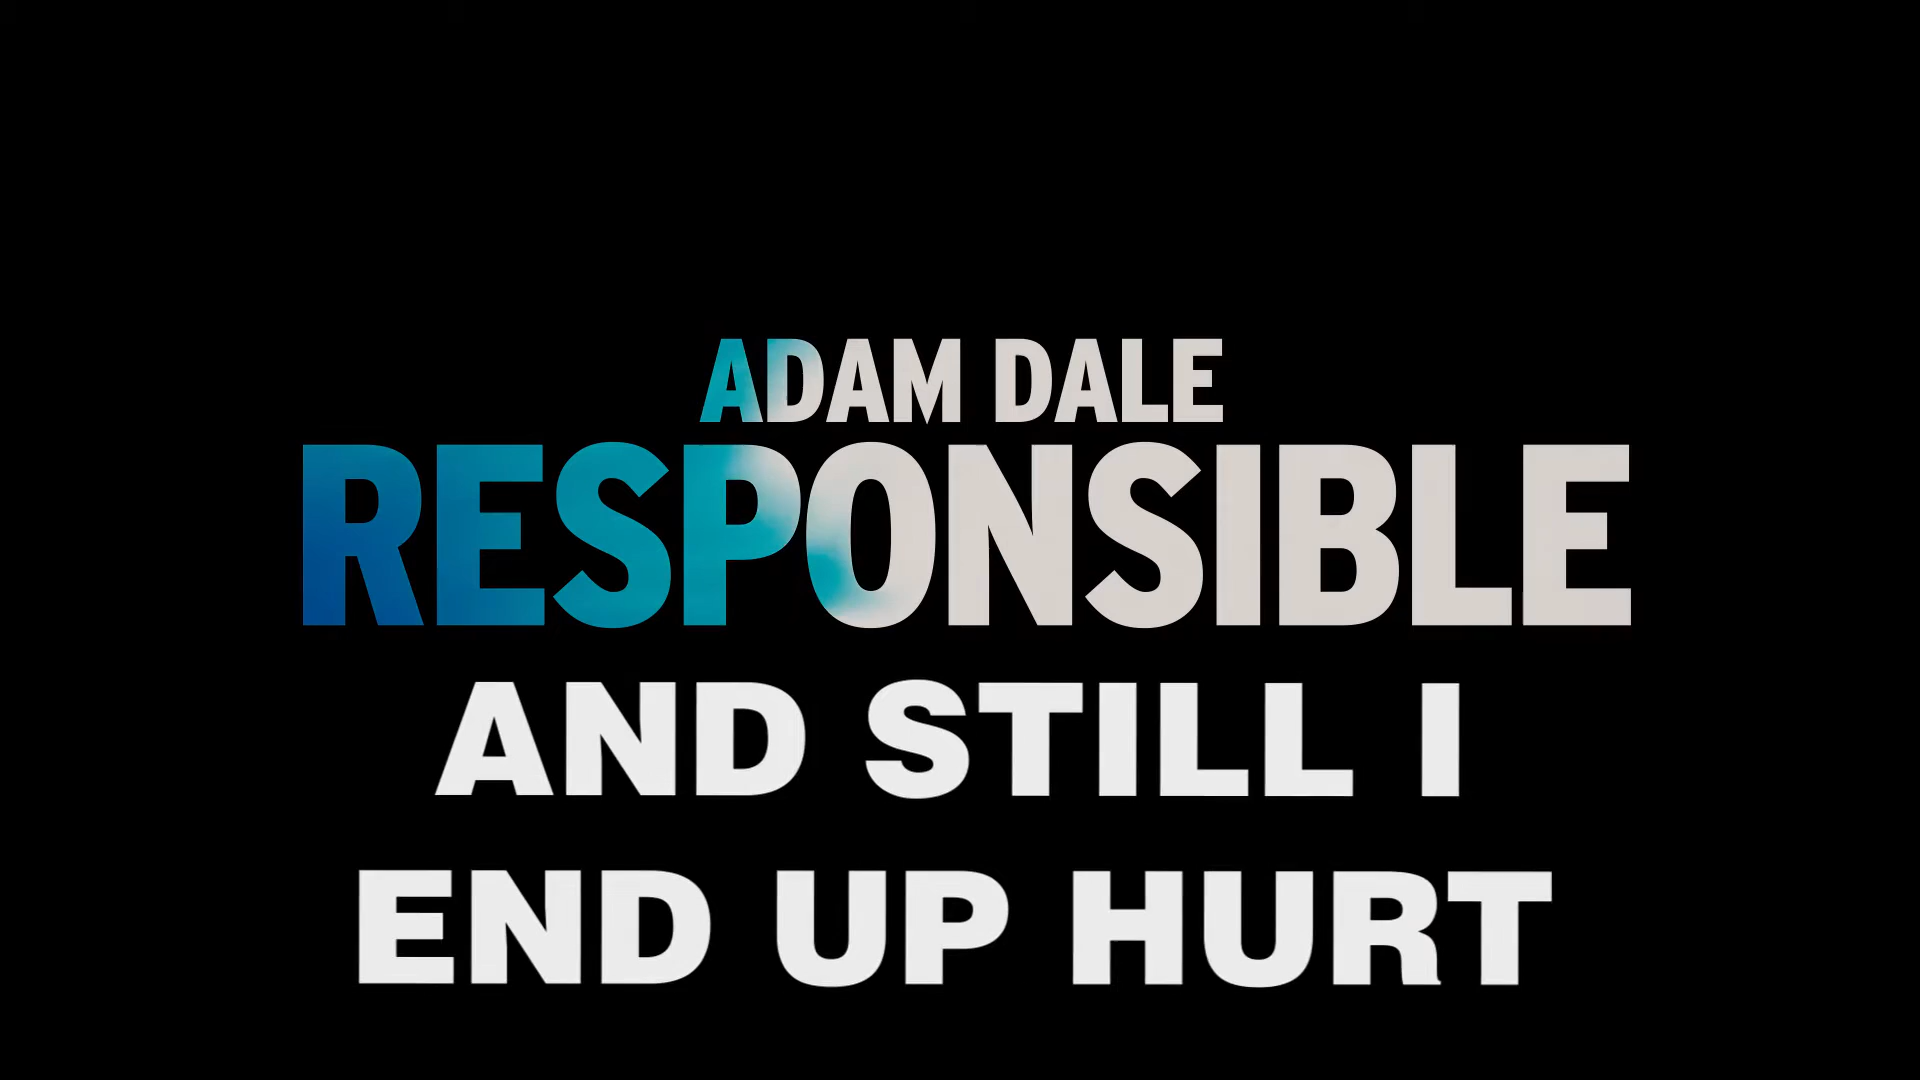 ADAM DALE
RESPONSIBLE
AND STILL I
END UP HURT